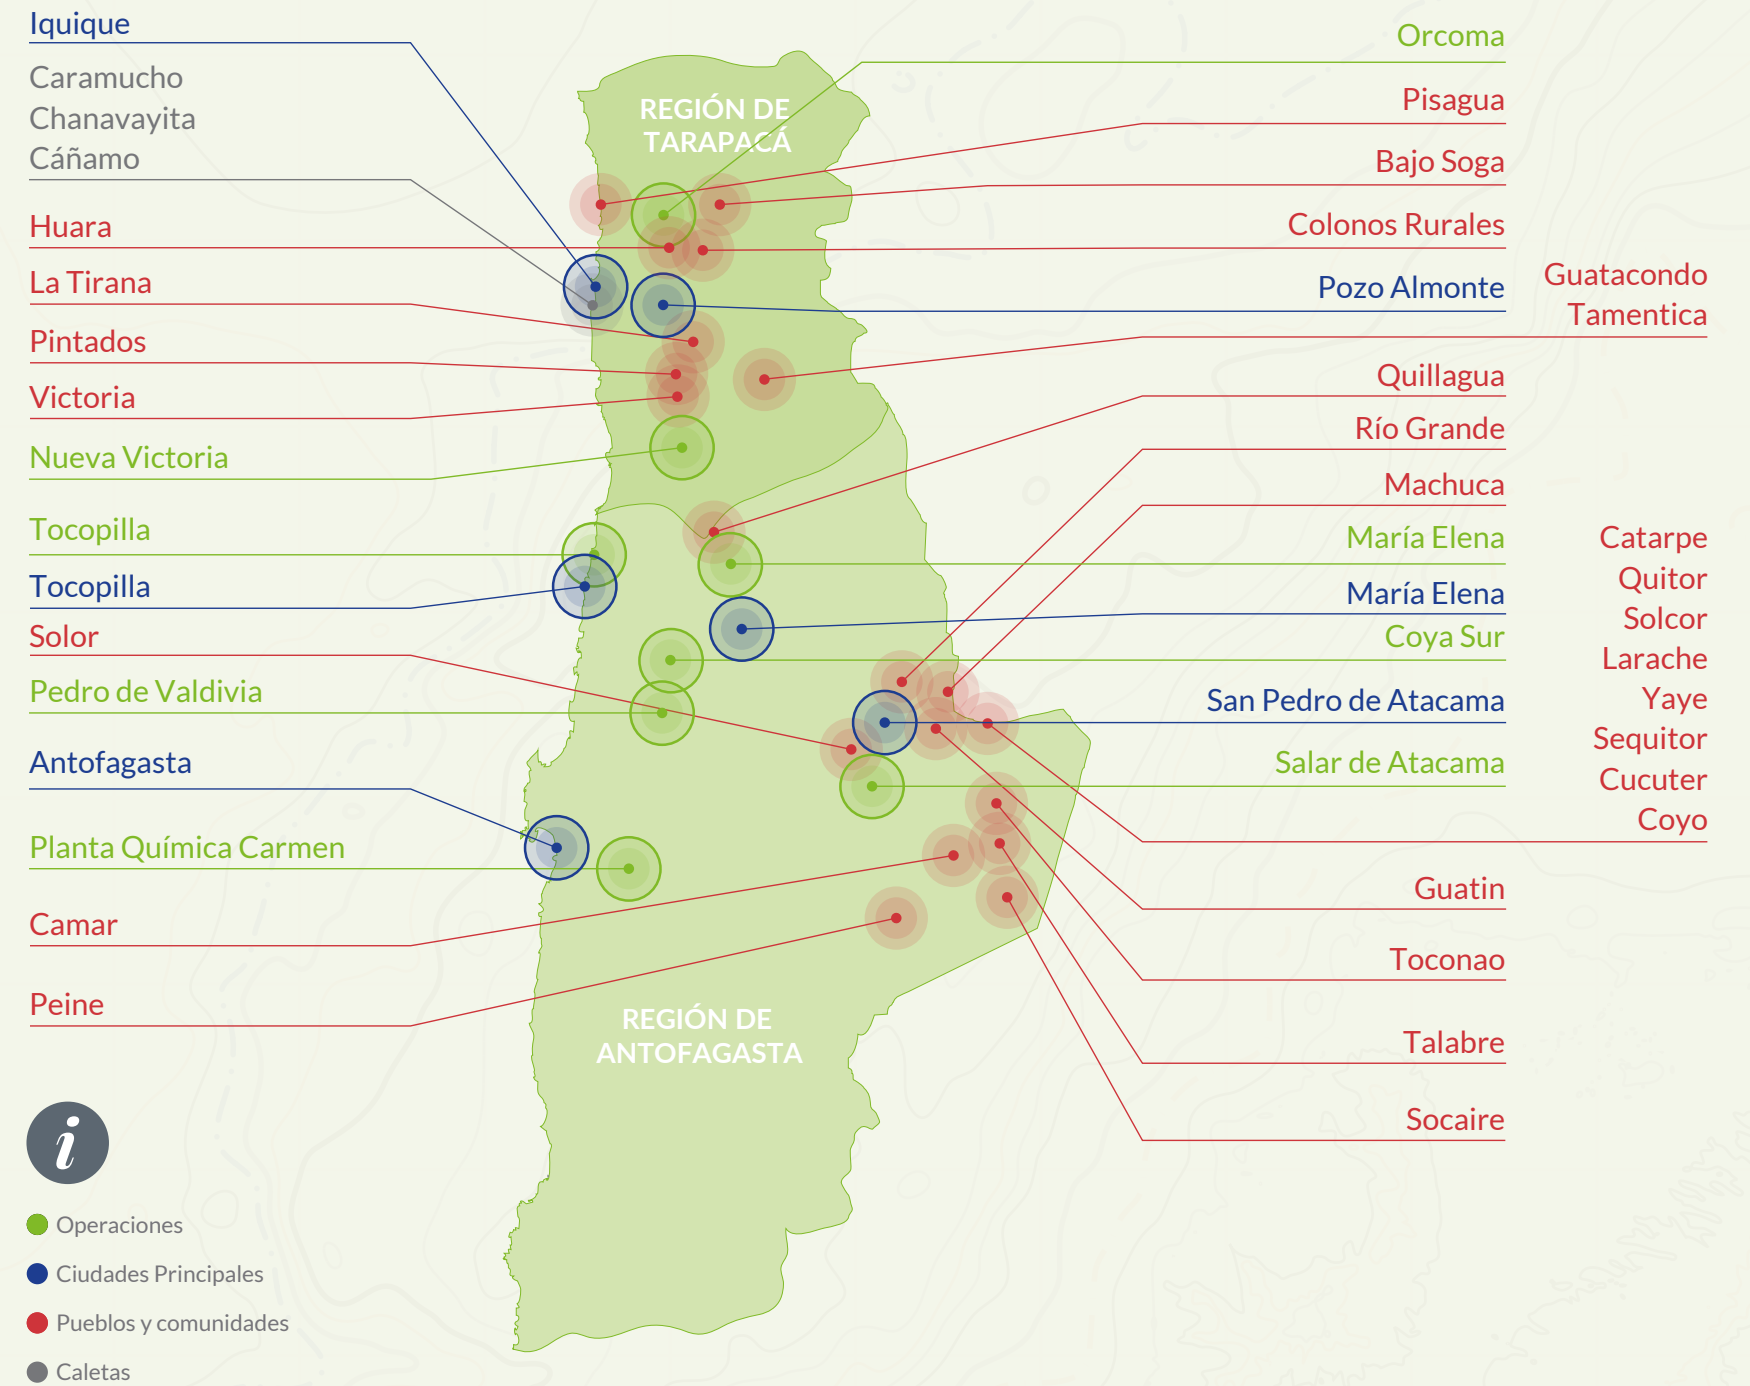 Iquique
Caramucho
Chanavayita
Cáñamo
Huara
La Tirana
Pintados
Victoria
Nueva Victoria
Tocopilla
Tocopilla
Solor
Pedro de Valdivia
Antofagasta
Planta Química Carmen
Camar
Peine
REGIÓN DE
TARAPACÁ
REGIÓN DE
ANTOFAGASTA
Orcoma
Pisagua
Bajo Soga
Colonos Rurales
Pozo Almonte
Guatacondo
Tamentica
Quillagua
Río Grande
Machuca
María Elena
María Elena
Coya Sur
San Pedro de Atacama
Salar de Atacama
Catarpe
Quitor
Solcor
Larache
Yaye
Sequitor
Cucuter
Coyo
Guatin
Toconao
Talabre
Socaire
i
Operaciones
Ciudades Principales
Pueblos y comunidades
Caletas